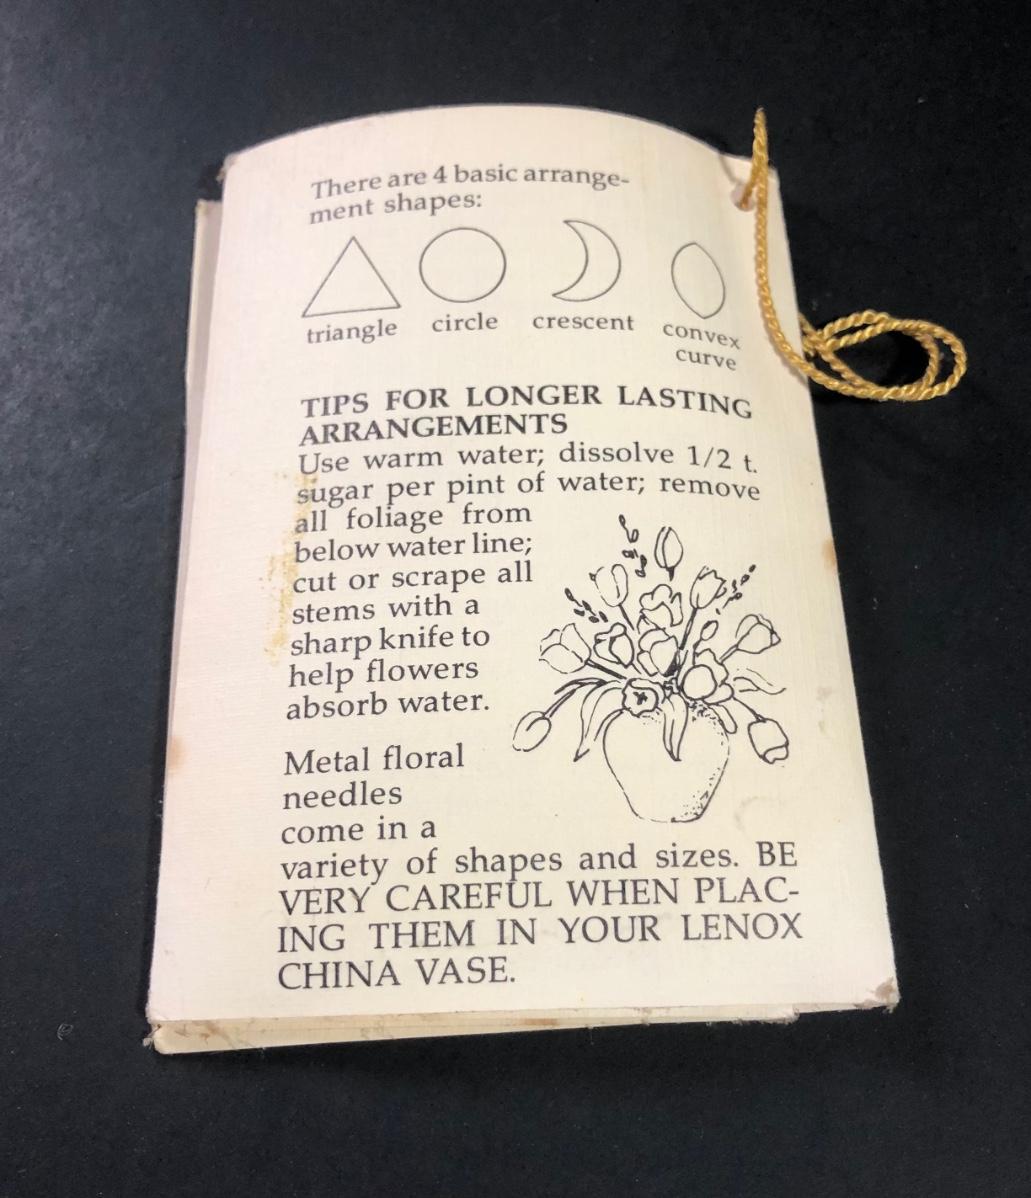 There are 4 basic arrange-
ment shapes:
triangle circle crescent convex
curve
TIPS FOR LONGER LASTING
ARRANGEMENTS
Use warm water; dissolve 1/2 t.
sugar per pint of water; remove
all foliage from
below water line;
cut or scrape all
stems with a
sharp knife to
help flowers
absorb water.
Metal floral
needles
come in a
variety of shapes and sizes. BE
VERY CAREFUL WHEN PLAC-
ING THEM IN YOUR LENOX
CHINA VASE.